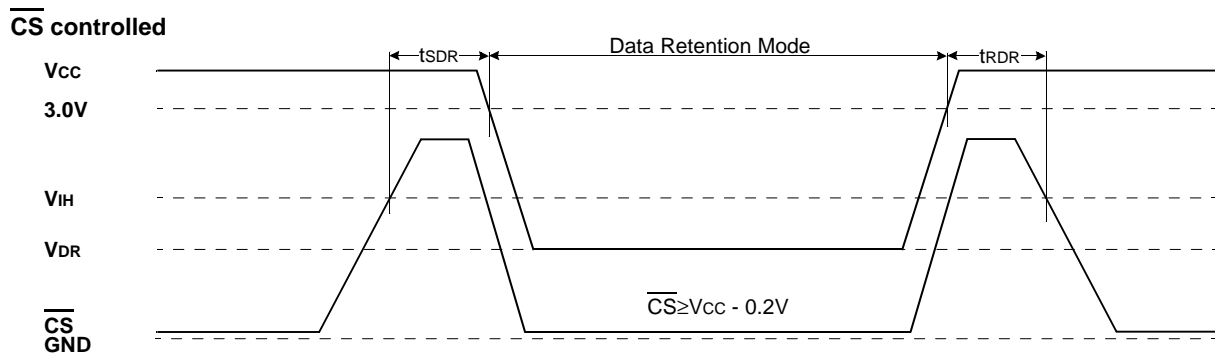 CS controlled
tSDR Data Retention Mode tRDR
VCC
3.0V
VIH
VDR
CS≥VCC - 0.2V
CS
GND